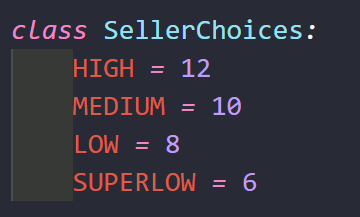 class SellerChoices:
    HIGH = 12
    MEDIUM = 10
    LOW = 8
    SUPERLOW = 6